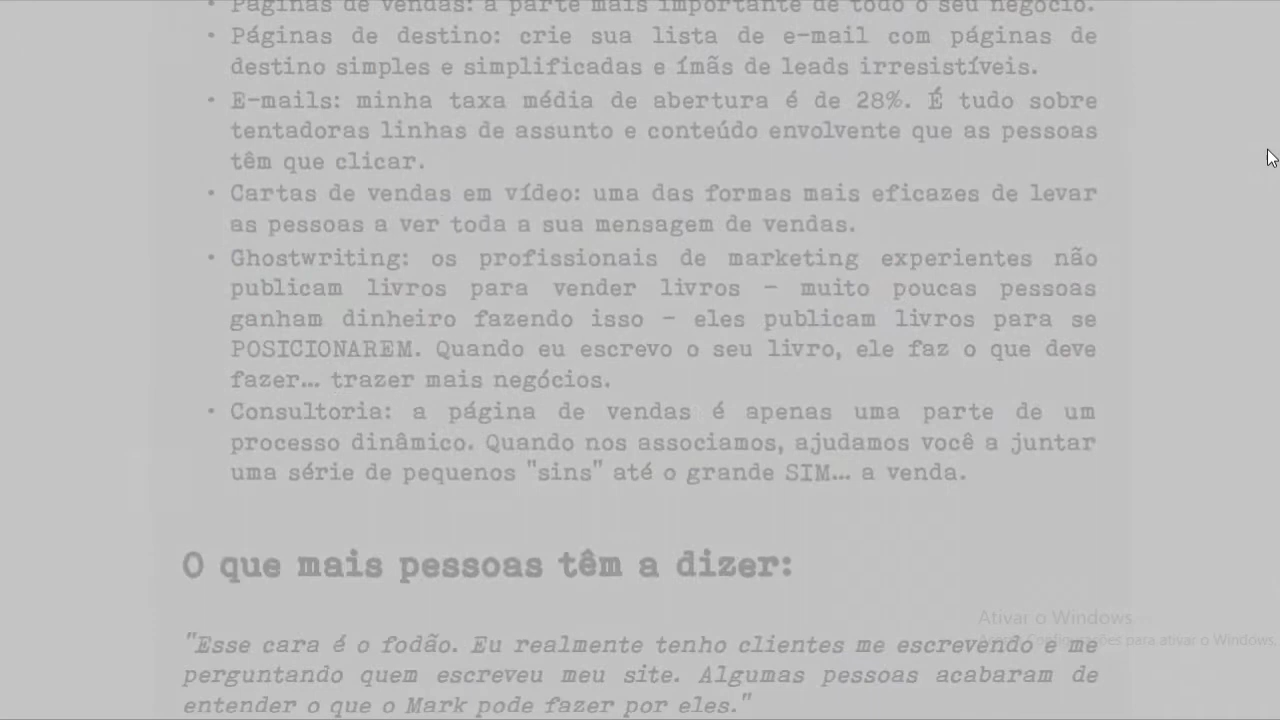 • Páginas de vendas: a parte mais importante de todo o seu negócio.
• Páginas de destino: crie sua lista de e-mail com páginas de
destino simples e simplificadas e ímãs de leads irresistíveis.
• E-mails: minha taxa média de abertura é de 28%. É tudo sobre
tentadoras linhas de assunto e conteúdo envolvente que as pessoas
têm que clicar.
• Cartas de vendas em vídeo: uma das formas mais eficazes de levar
as pessoas a ver toda a sua mensagem de vendas.
• Ghostwriting: os profissionais de marketing experientes não
publicam livros para vender livros - muito poucas pessoas
ganham dinheiro fazendo isso - eles publicam livros para se
POSICIONAREM. Quando eu escrevo o seu livro, ele faz o que deve
fazer... trazer mais negócios.
• Consultoria: a página de vendas é apenas uma parte de um
processo dinâmico. Quando nos associamos, ajudamos você a juntar
uma série de pequenos "sins" até o grande SIM... a venda.
O que mais pessoas têm a dizer:
"Esse cara é o fodão. Eu realmente tenho clientes me escrevendo e me
perguntando quem escreveu meu site. Algumas pessoas acabaram de
entender o que o Mark pode fazer por eles."
Ativar o Windows
Acesse Configurações para ativar o Windows.